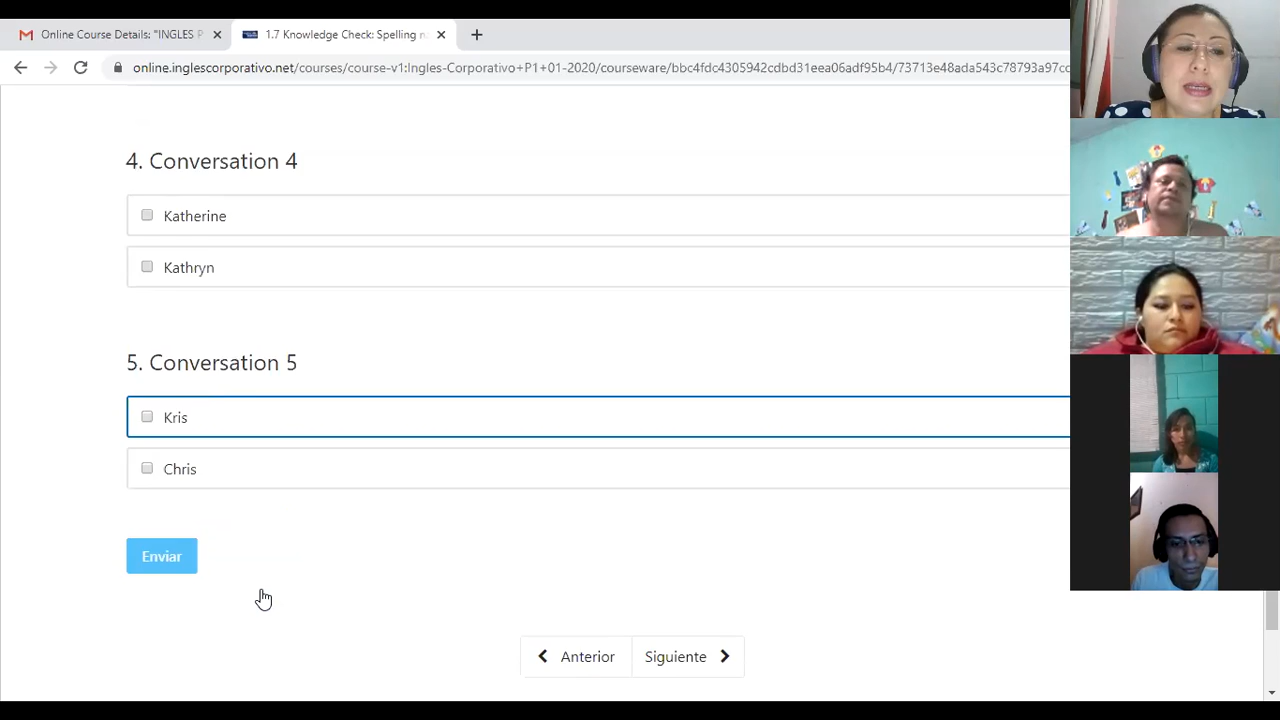 Online Course Details: "INGLES P
1.7 Knowledge Check: Spelling n
online.inglescorporativo.net/courses/course-v1:Ingles-Corporativo+P1+01-2020/courseware/bbc4fdc4305942cdbd31eea06adf95b4/73713e48ada543c78793a97cc
4. Conversation 4
Katherine
Kathryn
5. Conversation 5
Kris
Chris
Enviar
Anterior
Siguiente